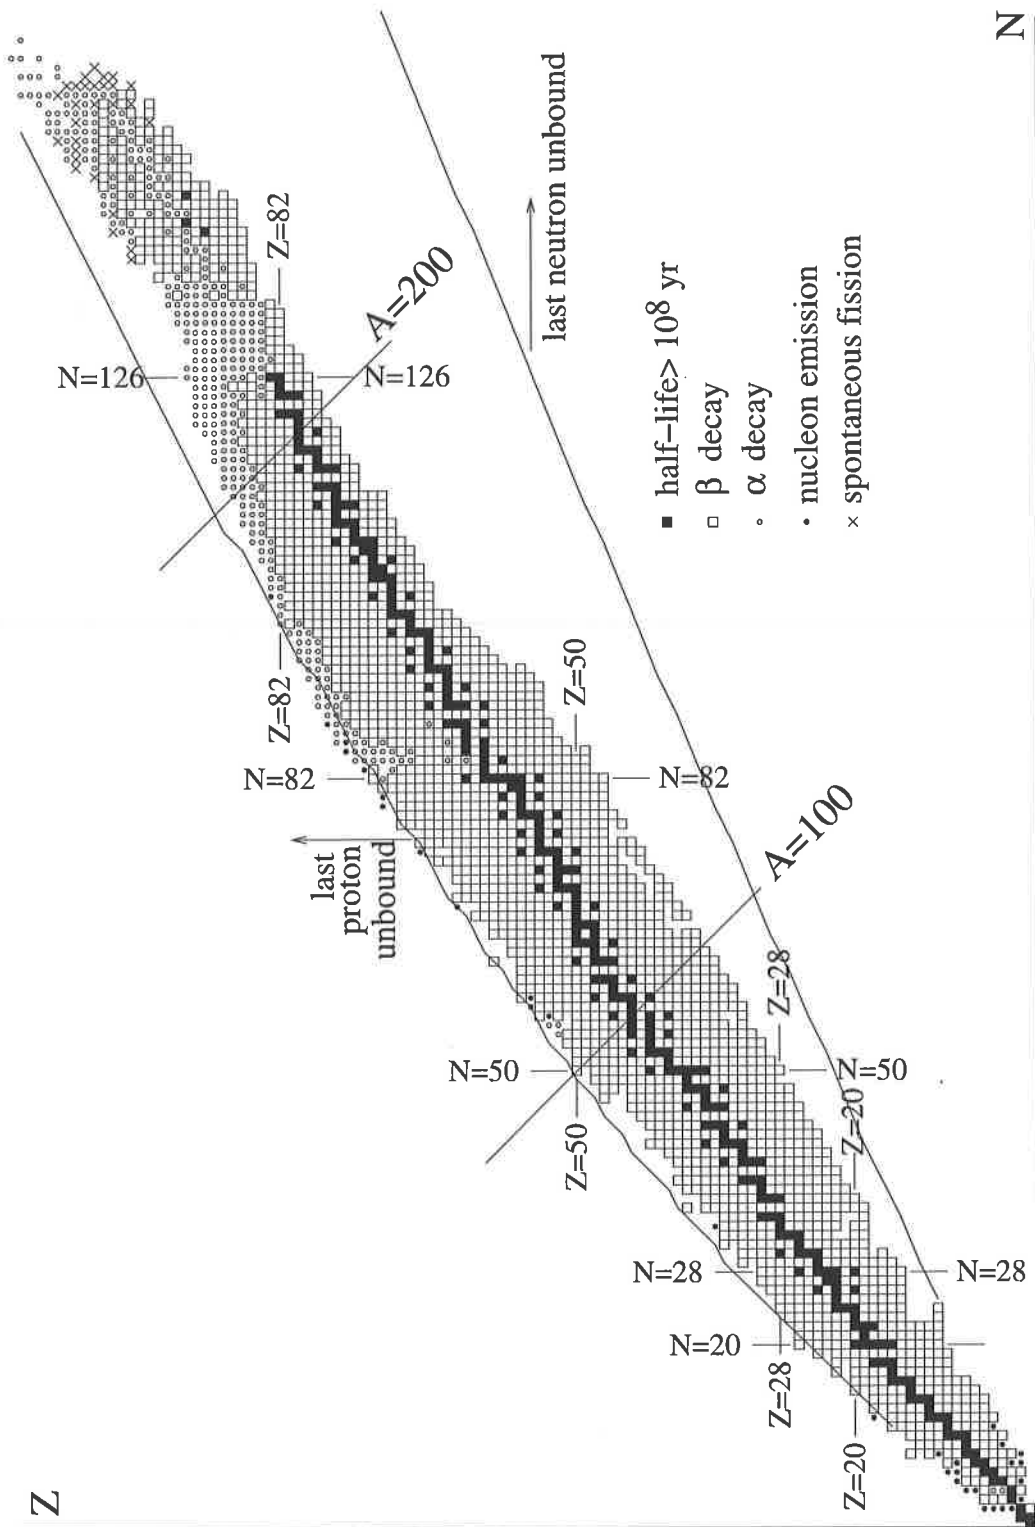 Z
N
Z=82
A=200
N=126
N=126
last neutron unbound
Z=82
N=82
Z=50
N=82
last
proton
unbound
A=100
N=50
Z=28
N=50
Z=50
Z=20
N=28
N=28
N=20
Z=28
Z=20
half−life> 10⁸ yr
β decay
α decay
nucleon emission
spontaneous fission